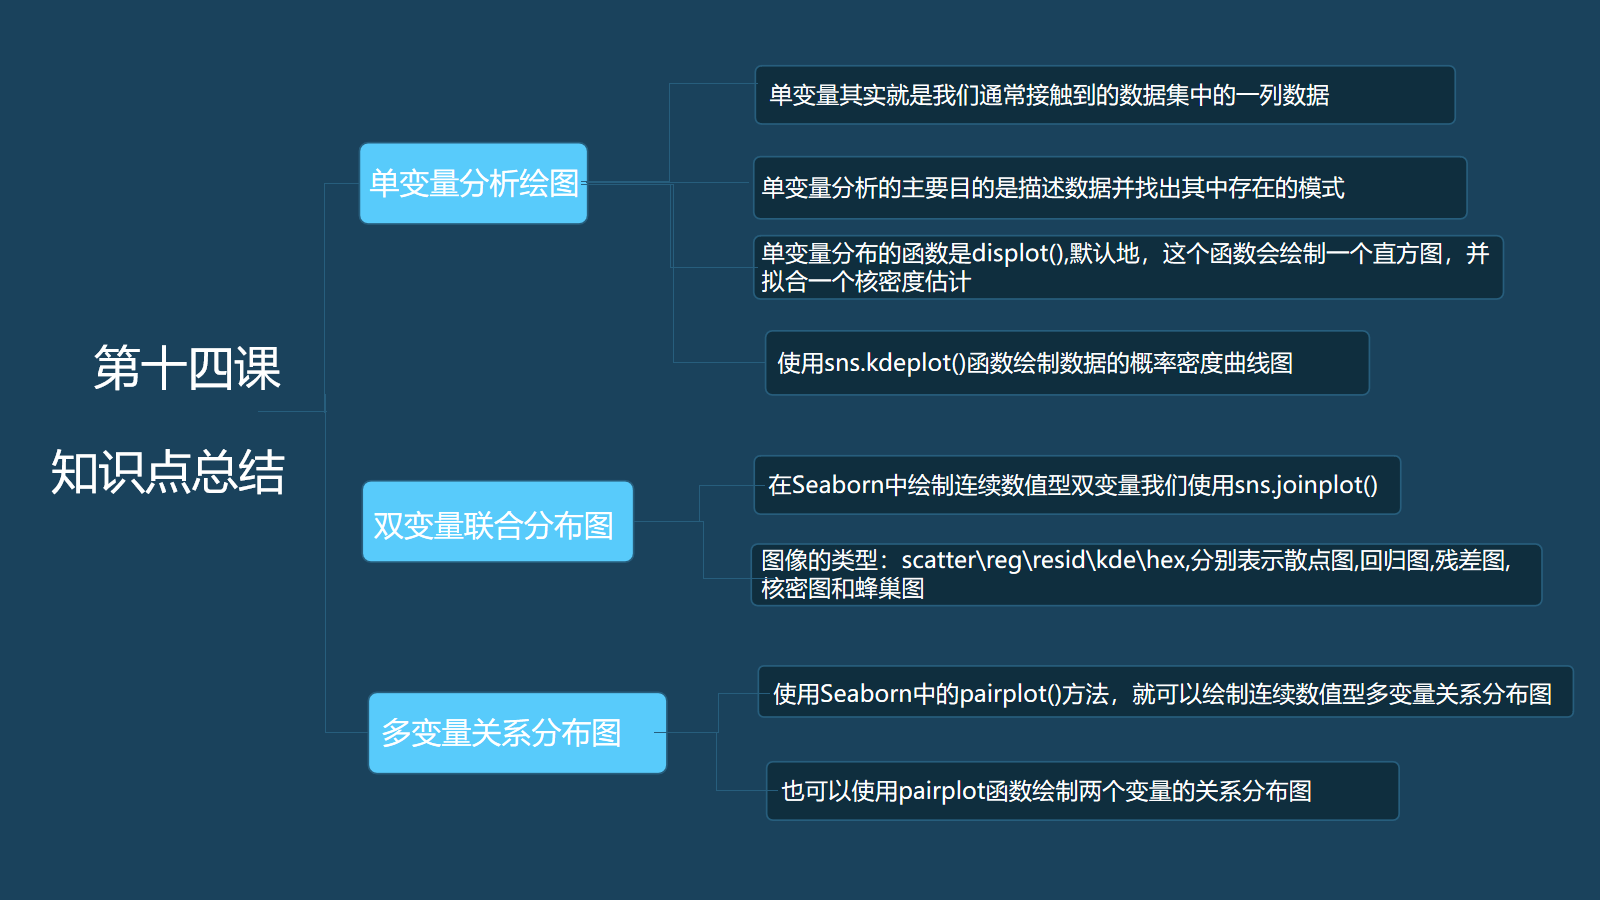 第十四课
知识点总结
单变量分析绘图
单变量其实就是我们通常接触到的数据集中的一列数据
单变量分析的主要目的是描述数据并找出其中存在的模式
单变量分布的函数是displot(),默认地，这个函数会绘制一个直方图，并
拟合一个核密度估计
使用sns.kdeplot()函数绘制数据的概率密度曲线图
双变量联合分布图
在Seaborn中绘制连续数值型双变量我们使用sns.joinplot()
图像的类型：scatter\reg\resid\kde\hex,分别表示散点图,回归图,残差图,
核密图和蜂巢图
多变量关系分布图
使用Seaborn中的pairplot()方法，就可以绘制连续数值型多变量关系分布图
也可以使用pairplot函数绘制两个变量的关系分布图